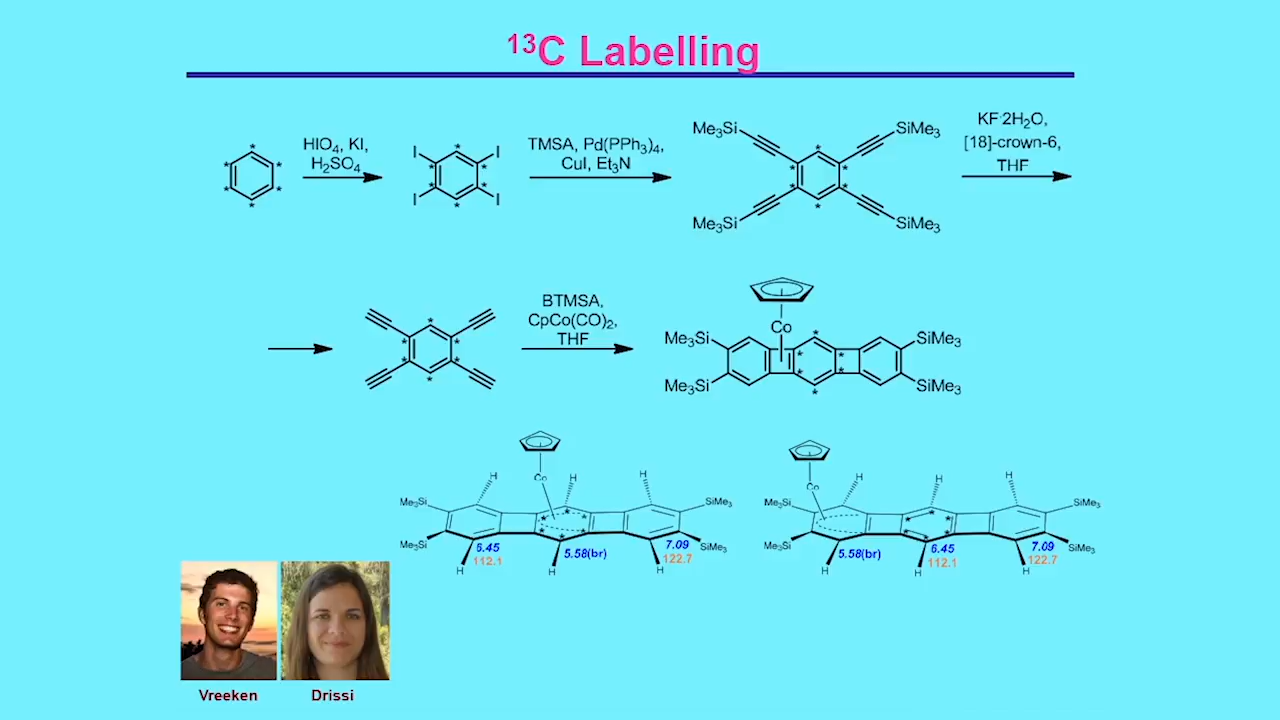 ¹³C Labelling
HIO₄, KI,
H₂SO₄
* * * * * *
I I
I I
* * * * * *
TMSA, Pd(PPh₃)₄,
CuI, Et₃N
Me₃Si SiMe₃
* * * * * *
Me₃Si SiMe₃
KF·2H₂O,
[18]-crown-6,
THF
* * * * * *
BTMSA,
CpCo(CO)₂,
THF
Co
Me₃Si SiMe₃
* * * * * *
Me₃Si SiMe₃
Co
H H H
Me₃Si SiMe₃
* * * * * *
Me₃Si SiMe₃
6.45 5.58(br) 7.09
112.1 122.7
H H H
Co
H H H
Me₃Si SiMe₃
* * * * * *
Me₃Si SiMe₃
5.58(br) 6.45 7.09
112.1 122.7
H H H
Vreeken Drissi